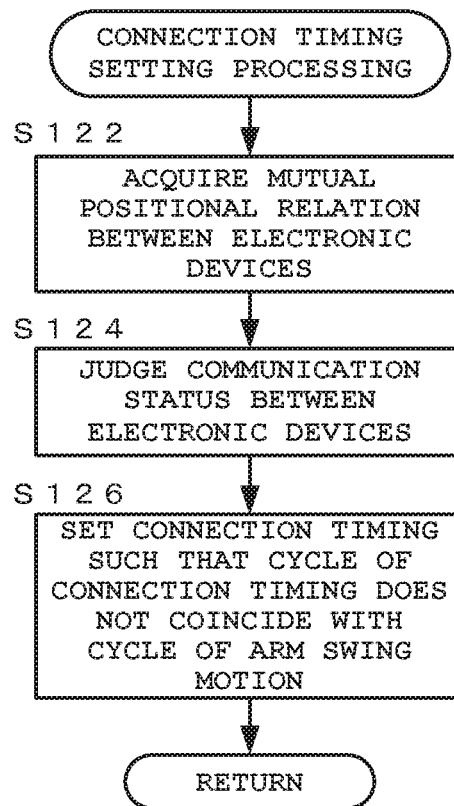 CONNECTION TIMING
SETTING PROCESSING
S122
ACQUIRE MUTUAL
POSITIONAL RELATION
BETWEEN ELECTRONIC
DEVICES
S124
JUDGE COMMUNICATION
STATUS BETWEEN
ELECTRONIC DEVICES
S126
SET CONNECTION TIMING
SUCH THAT CYCLE OF
CONNECTION TIMING DOES
NOT COINCIDE WITH
CYCLE OF ARM SWING
MOTION
RETURN